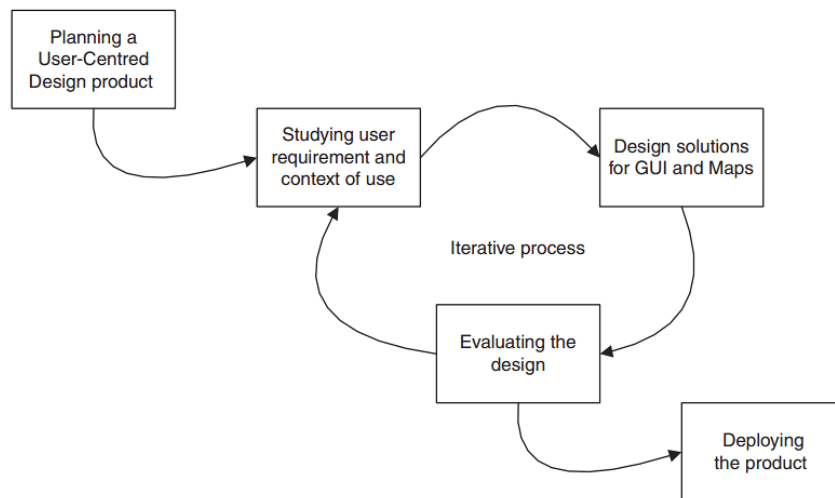 Planning a
User-Centred
Design product
Studying user
requirement and
context of use
Design solutions
for GUI and Maps
Iterative process
Evaluating the
design
Deploying
the product